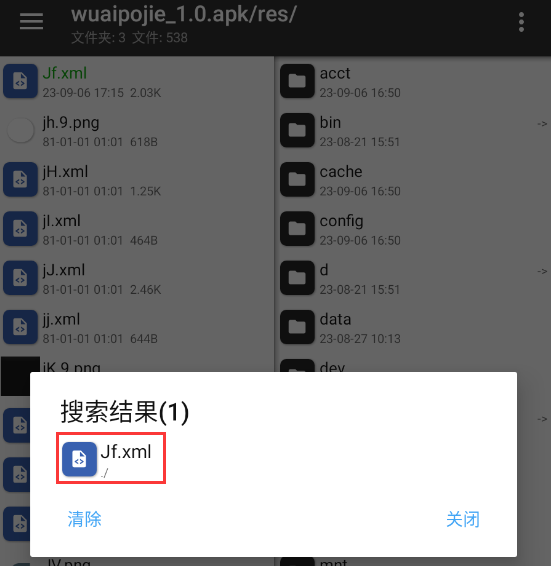 wuaipojie_1.0.apk/res/
文件夹: 3 文件: 538
Jf.xml
23-09-06 17:15 2.03K
jh.9.png
81-01-01 01:01 618B
jH.xml
81-01-01 01:01 1.25K
jI.xml
81-01-01 01:01 464B
jJ.xml
81-01-01 01:01 2.46K
jj.xml
81-01-01 01:01 644B
jK.9.png
acct
23-09-06 16:50
bin
23-08-21 15:51
->
cache
23-09-06 16:50
config
23-09-06 16:50
d
23-08-21 15:51
->
data
23-08-27 10:13
dev
->
搜索结果(1)
Jf.xml
./
清除
关闭
mnt